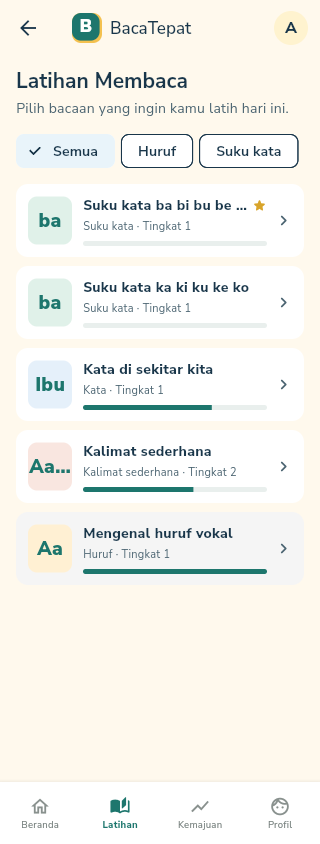 B BacaTepat A
Latihan Membaca
Pilih bacaan yang ingin kamu latih hari ini.
Semua Huruf Suku kata
ba
Suku kata ba bi bu be ...
Suku kata · Tingkat 1
ba
Suku kata ka ki ku ke ko
Suku kata · Tingkat 1
Ibu
Kata di sekitar kita
Kata · Tingkat 1
Aa...
Kalimat sederhana
Kalimat sederhana · Tingkat 2
Aa
Mengenal huruf vokal
Huruf · Tingkat 1
Beranda Latihan Kemajuan Profil